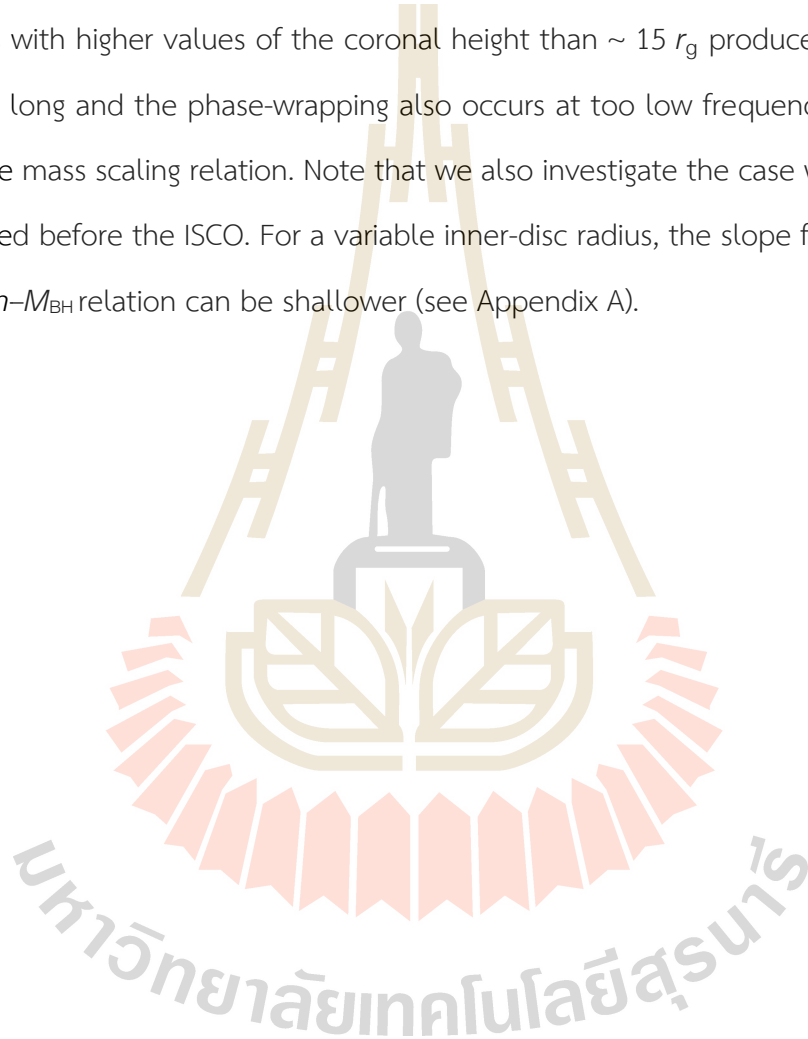 with higher values of the coronal height than ~ 15 rg produce
long and the phase-wrapping also occurs at too low frequenc
e mass scaling relation. Note that we also investigate the case
ed before the ISCO. For a variable inner-disc radius, the slope f
n–MBH relation can be shallower (see Appendix A).
มหาวิทยาลัยเทคโนโลยีสุรนารี